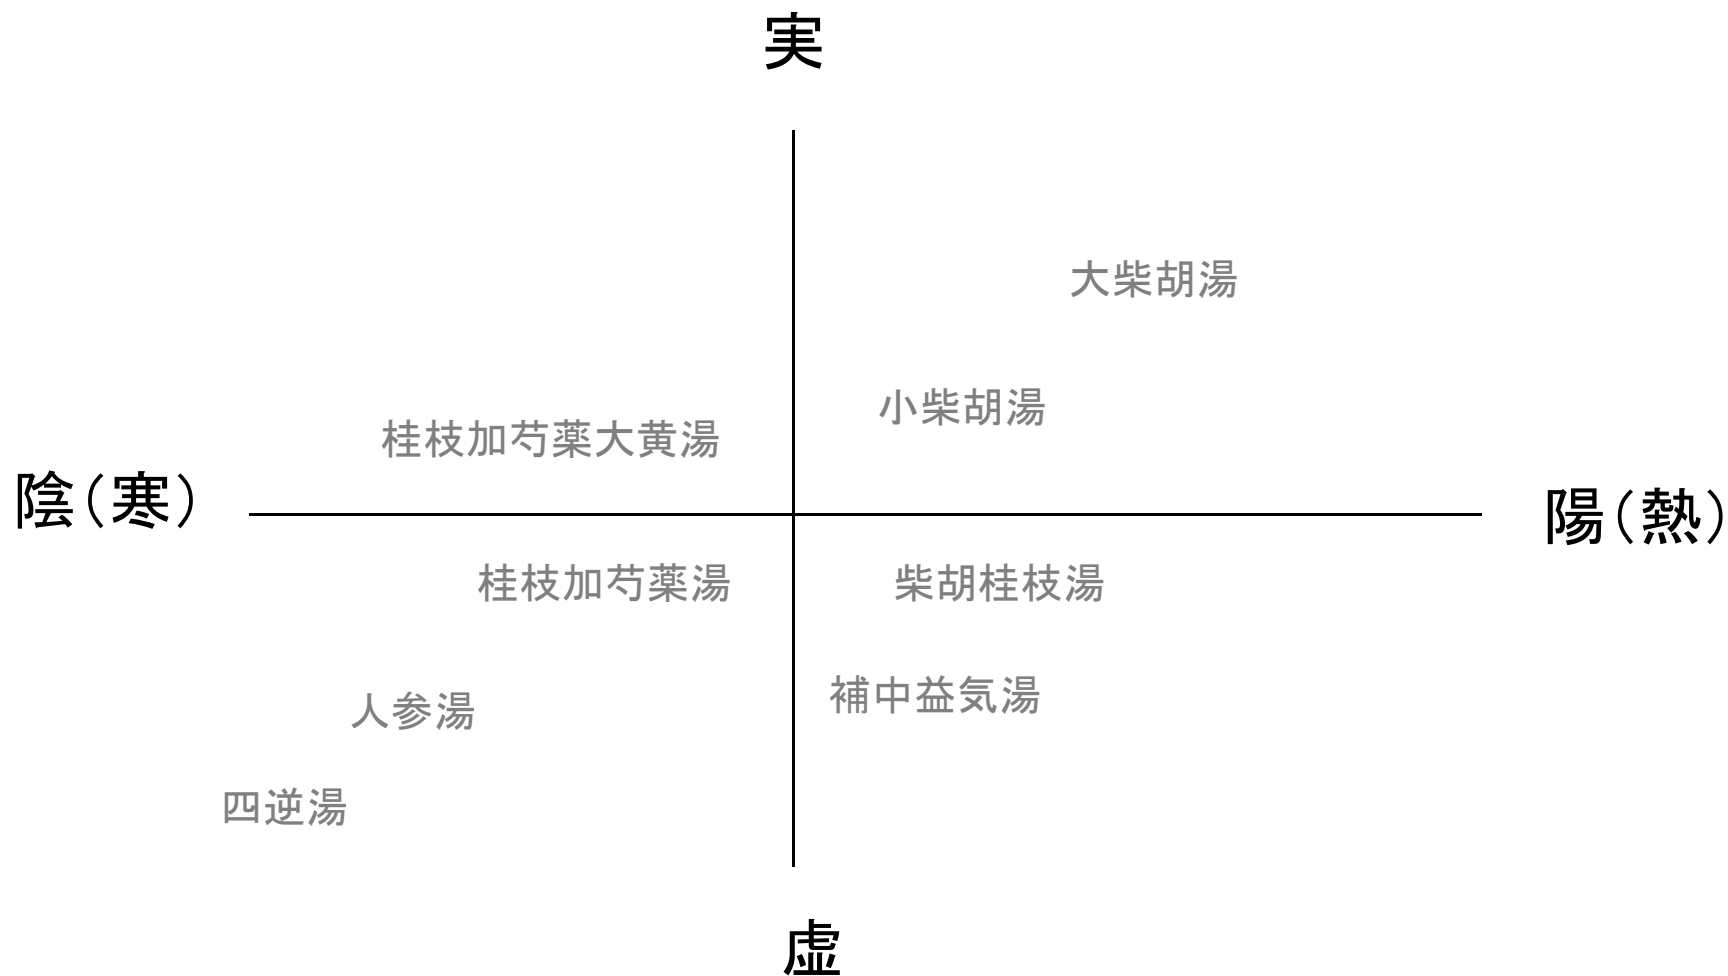 実
大柴胡湯
小柴胡湯
桂枝加芍薬大黄湯
陰（寒）
陽（熱）
桂枝加芍薬湯
柴胡桂枝湯
補中益気湯
人参湯
四逆湯
虚